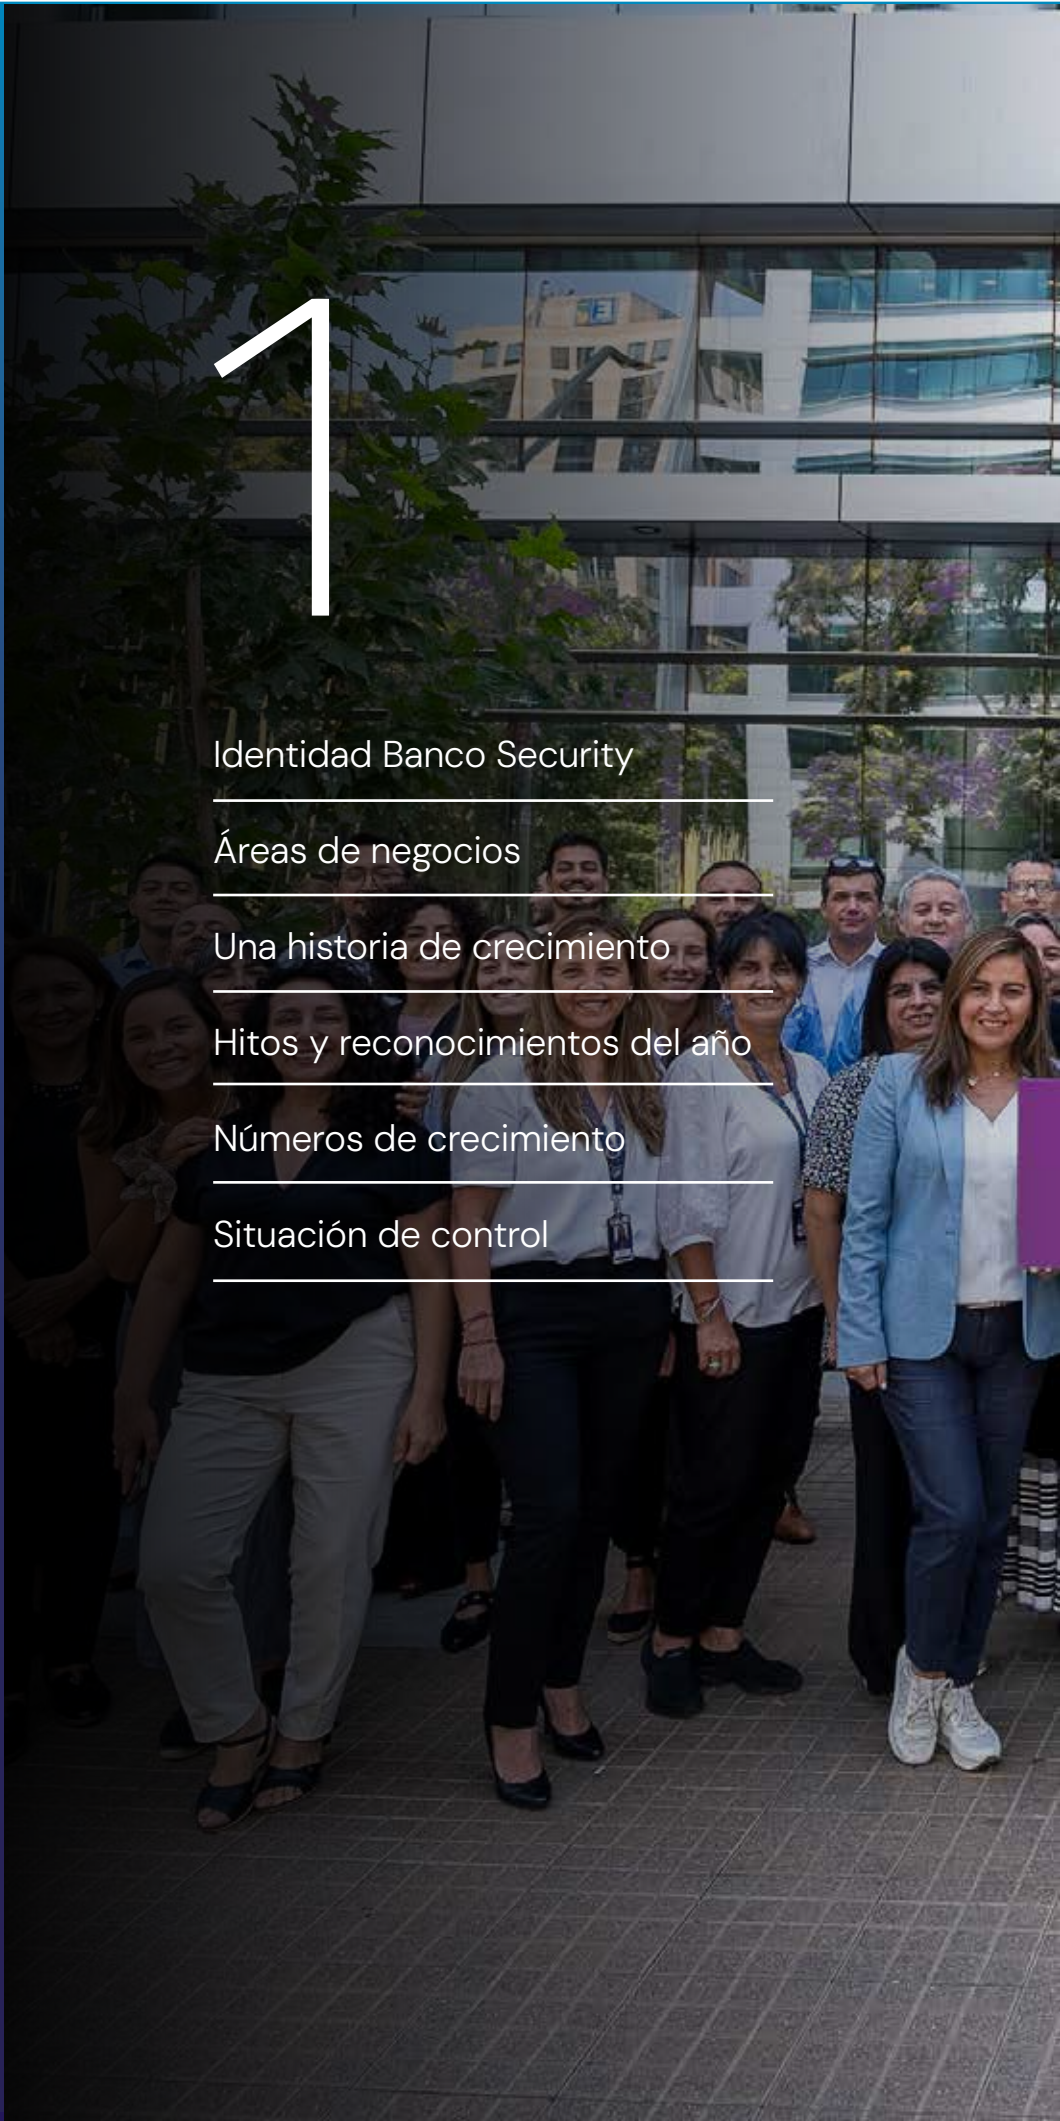 1
Identidad Banco Security
Áreas de negocios
Una historia de crecimiento
Hitos y reconocimientos del año
Números de crecimiento
Situación de control